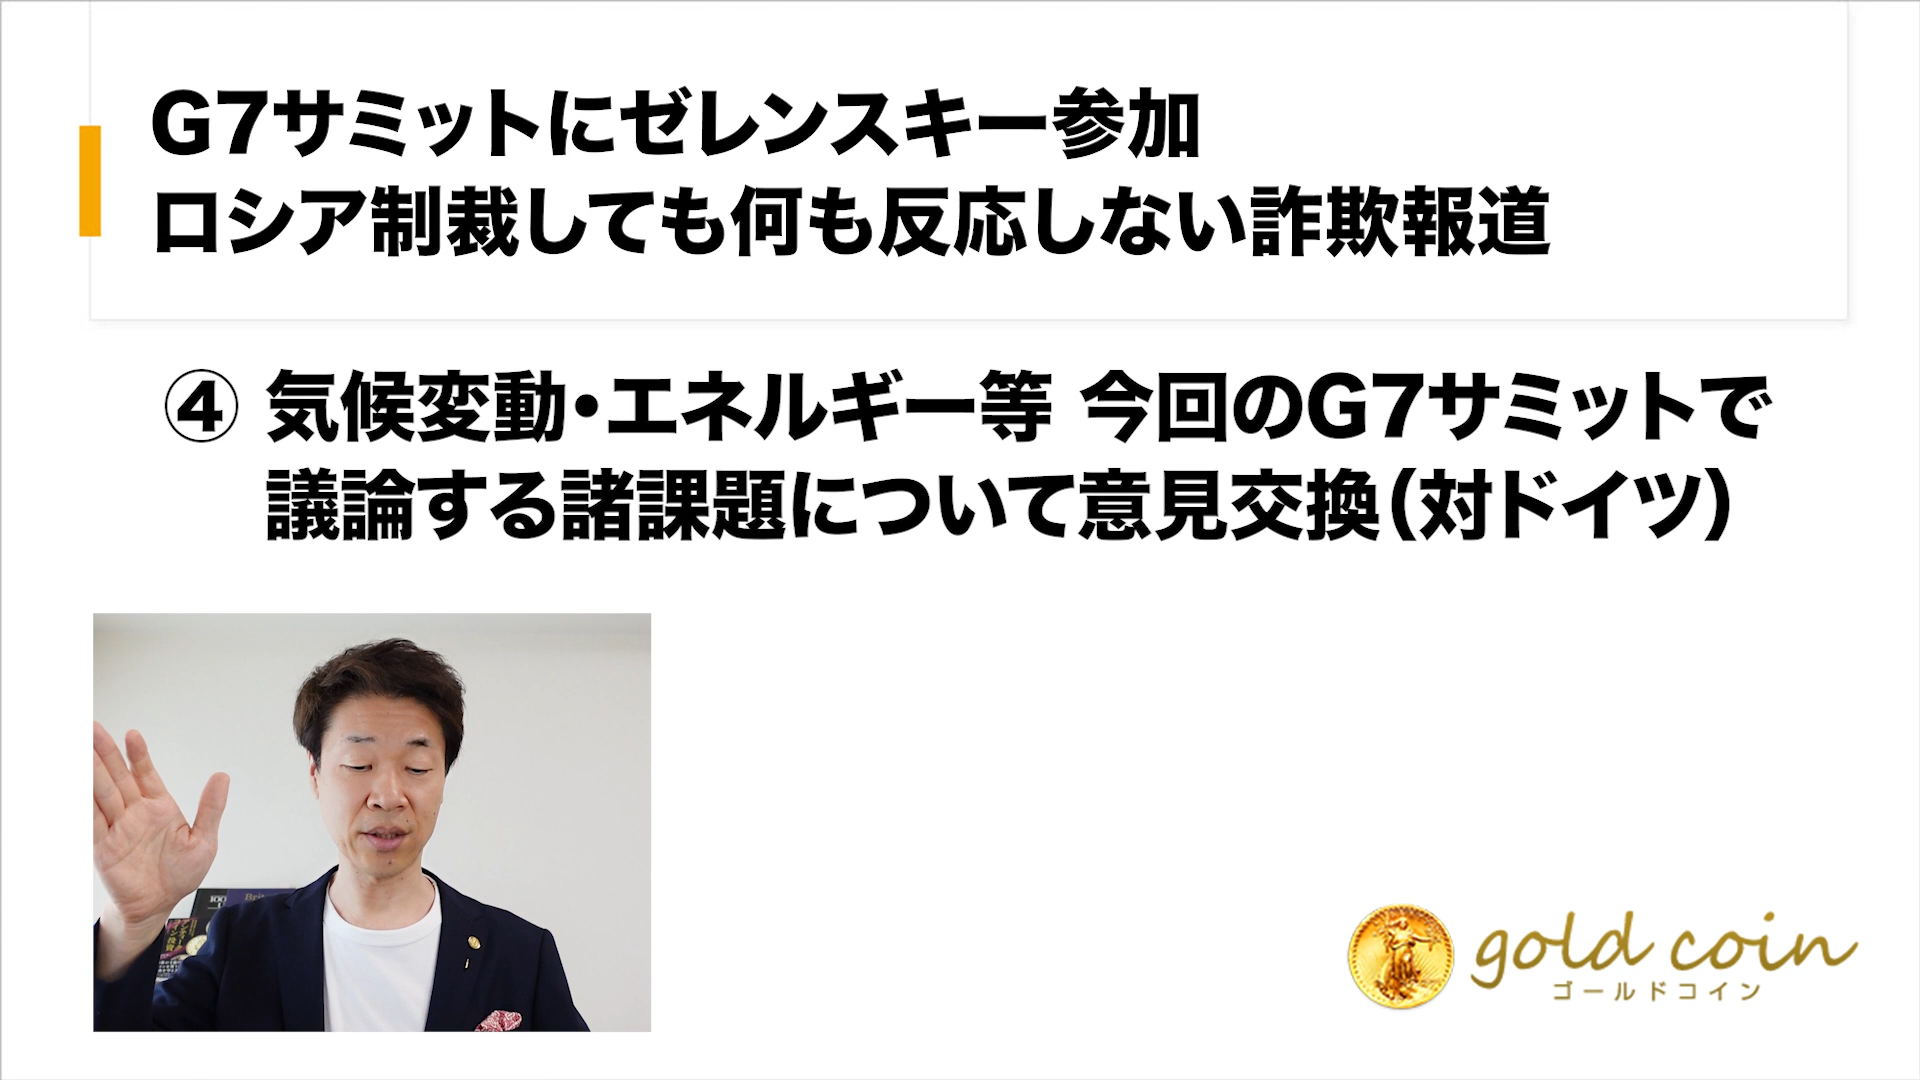 G7サミットにゼレンスキー参加
ロシア制裁しても何も反応しない詐欺報道
④ 気候変動・エネルギー等 今回のG7サミットで
議論する諸課題について意見交換(対ドイツ)
gold coin
ゴールドコイン